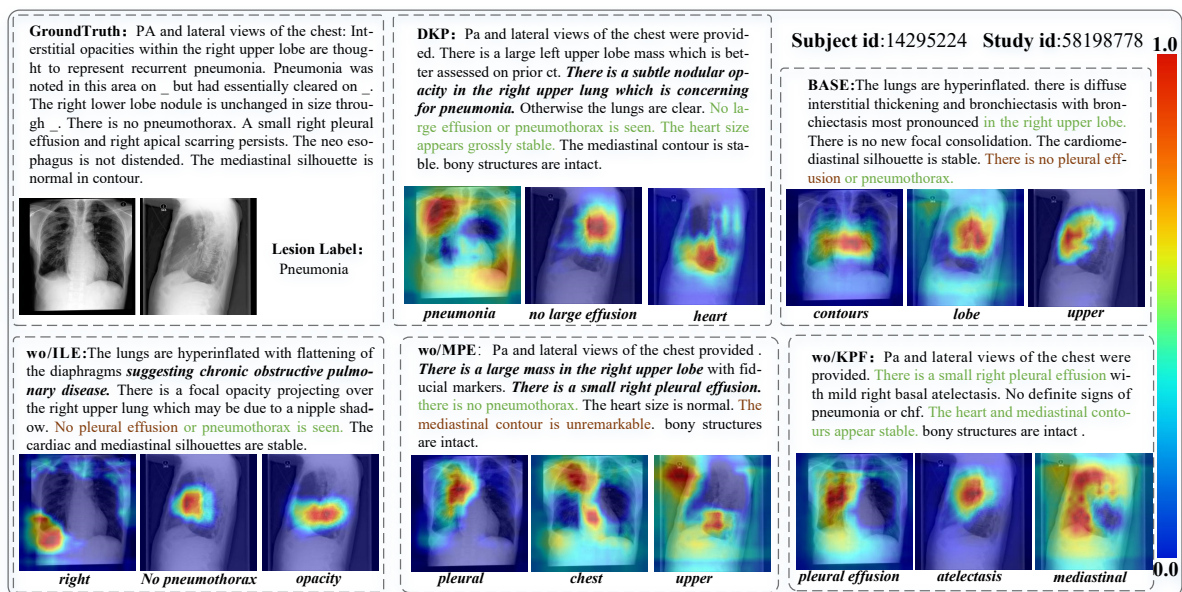 GroundTruth: PA and lateral views of the chest: Int-
erstitial opacities within the right upper lobe are thou-
ght to represent recurrent pneumonia. Pneumonia was
noted in this area on _ but had essentially cleared on _.
The right lower lobe nodule is unchanged in size throu-
gh _. There is no pneumothorax. A small right pleural
effusion and right apical scarring persists. The neo es-
ophagus is not distended. The mediastinal silhouette is
normal in contour.
Lesion Label:
Pneumonia
DKP: Pa and lateral views of the chest were provid-
ed. There is a large left upper lobe mass which is bet-
ter assessed on prior ct. There is a subtle nodular op-
acity in the right upper lung which is concerning
for pneumonia. Otherwise the lungs are clear. No la-
rge effusion or pneumothorax is seen. The heart size
appears grossly stable. The mediastinal contour is sta-
ble. bony structures are intact.
pneumonia
no large effusion
heart
Subject id:14295224 Study id:58198778
1.0
BASE:The lungs are hyperinflated. there is diffuse
interstitial thickening and bronchiectasis with bron-
chiectasis most pronounced in the right upper lobe.
There is no new focal consolidation. The cardiome-
diastinal silhouette is stable. There is no pleural eff-
usion or pneumothorax.
contours
lobe
upper
wo/ILE:The lungs are hyperinflated with flattening of
the diaphragms suggesting chronic obstructive pulmo-
nary disease. There is a focal opacity projecting over
the right upper lung which may be due to a nipple shad-
ow. No pleural effusion or pneumothorax is seen. The
cardiac and mediastinal silhouettes are stable.
right
No pneumothorax
opacity
wo/MPE: Pa and lateral views of the chest provided .
There is a large mass in the right upper lobe with fid-
ucial markers. There is a small right pleural effusion.
there is no pneumothorax. The heart size is normal. The
mediastinal contour is unremarkable. bony structures
are intact.
pleural
chest
upper
wo/KPF: Pa and lateral views of the chest were
provided. There is a small right pleural effusion wi-
th mild right basal atelectasis. No definite signs of
pneumonia or chf. The heart and mediastinal conto-
urs appear stable. bony structures are intact .
pleural effusion
atelectasis
mediastinal
0.0